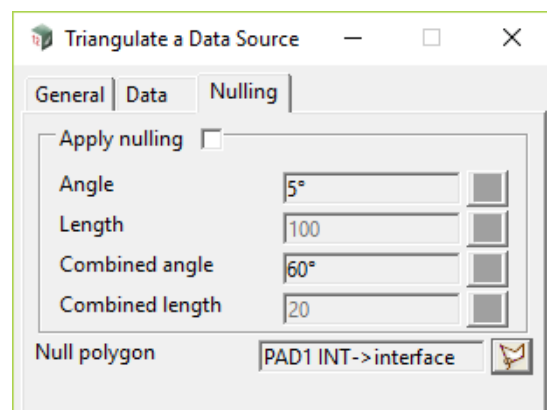 Triangulate a Data Source
General Data Nulling
Apply nulling
Angle 5°
Length 100
Combined angle 60°
Combined length 20
Null polygon PAD1 INT->interface